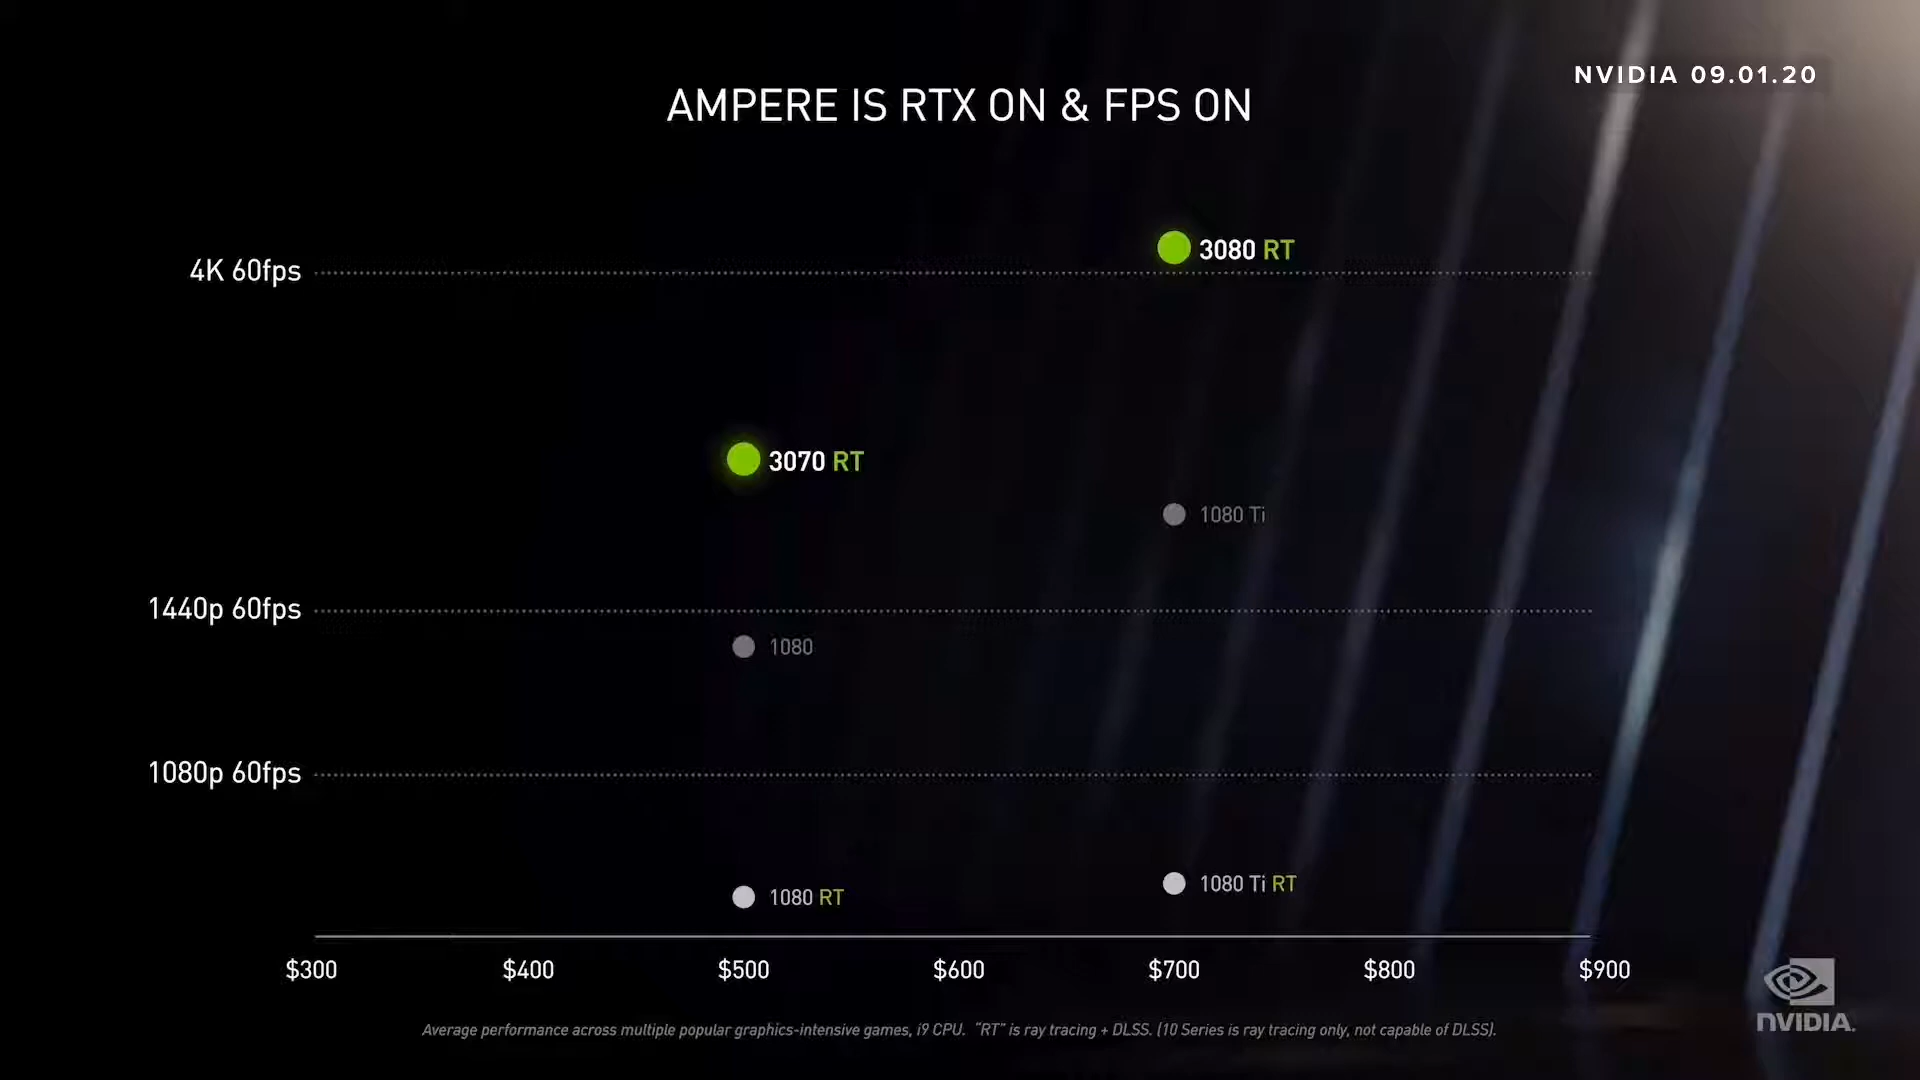 NVIDIA 09.01.20
AMPERE IS RTX ON & FPS ON
3080 RT
4K 60fps
3070 RT
1080 Ti
1440p 60fps
1080
1080p 60fps
1080 Ti RT
1080 RT
$300 $400 $500 $600 $700 $800 $900
Average performance across multiple popular graphics-intensive games, i9 CPU. "RT" is ray tracing + DLSS. (10 Series is ray tracing only, not capable of DLSS).
NVIDIA.